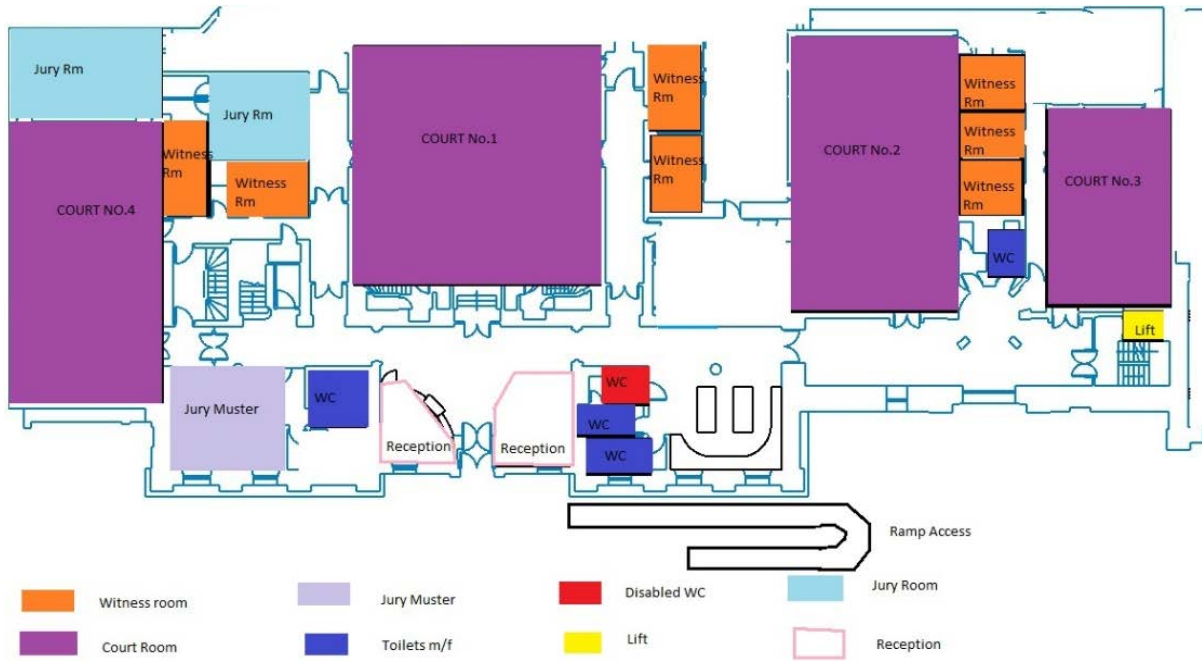 Jury Rm
Jury Rm
Witness
Rm
Witness
Rm
COURT NO.4
COURT No.1
Witness
Rm
Witness
Rm
COURT No.2
Witness
Rm
Witness
Rm
Witness
Rm
WC
COURT No.3
Lift
Jury Muster
WC
Reception
Reception
WC
WC
WC
Ramp Access
Witness room
Jury Muster
Disabled WC
Jury Room
Court Room
Toilets m/f
Lift
Reception